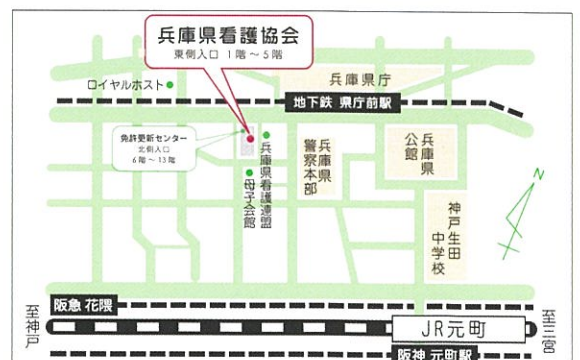 兵庫県看護協会
東側入口 1階～5階
ロイヤルホスト
兵庫県庁
地下鉄 県庁前駅
免許更新センター
北側入口
6階～13階
兵庫県看護連盟
母子会館
兵庫県
警察本部
兵庫県
公館
N
神戸生田
中学校
阪急 花隈
至神戸
JR元町
至三宮
阪神 元町駅